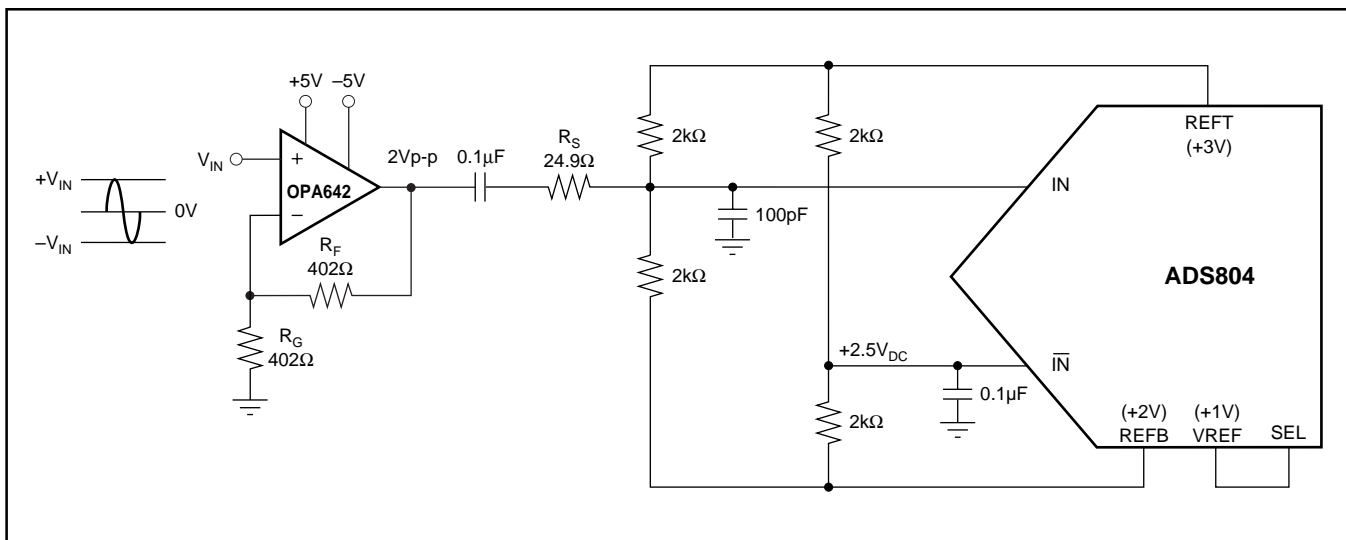 +5V –5V
V_IN
+
OPA642
–
2Vp-p
0.1μF
R_S
24.9Ω
+V_IN
0V
–V_IN
R_F
402Ω
R_G
402Ω
2kΩ
2kΩ
100pF
2kΩ
+2.5V_DC
0.1μF
2kΩ
REFT
(+3V)
IN
ADS804
I̅N̅
(+2V)
REFB
(+1V)
VREF
SEL